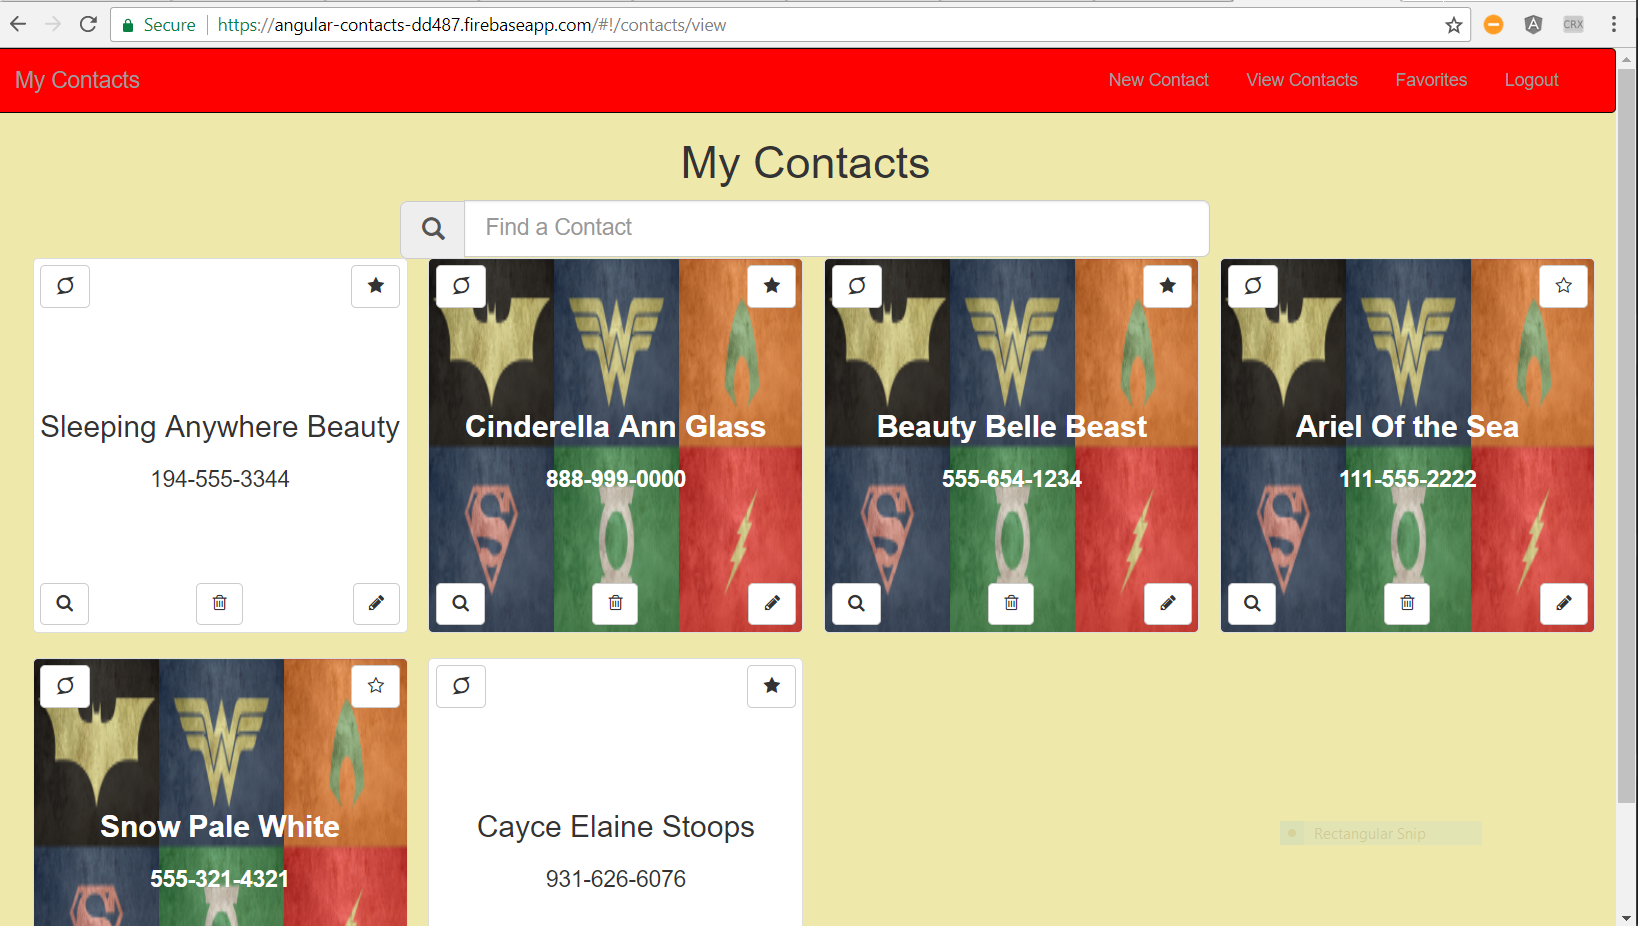 Secure https://angular-contacts-dd487.firebaseapp.com/#!/contacts/view
CRX
My Contacts New Contact View Contacts Favorites Logout
My Contacts
Find a Contact
Sleeping Anywhere Beauty
194-555-3344
Cinderella Ann Glass
888-999-0000
Beauty Belle Beast
555-654-1234
Ariel Of the Sea
111-555-2222
Snow Pale White
555-321-4321
Cayce Elaine Stoops
931-626-6076
Rectangular Snip